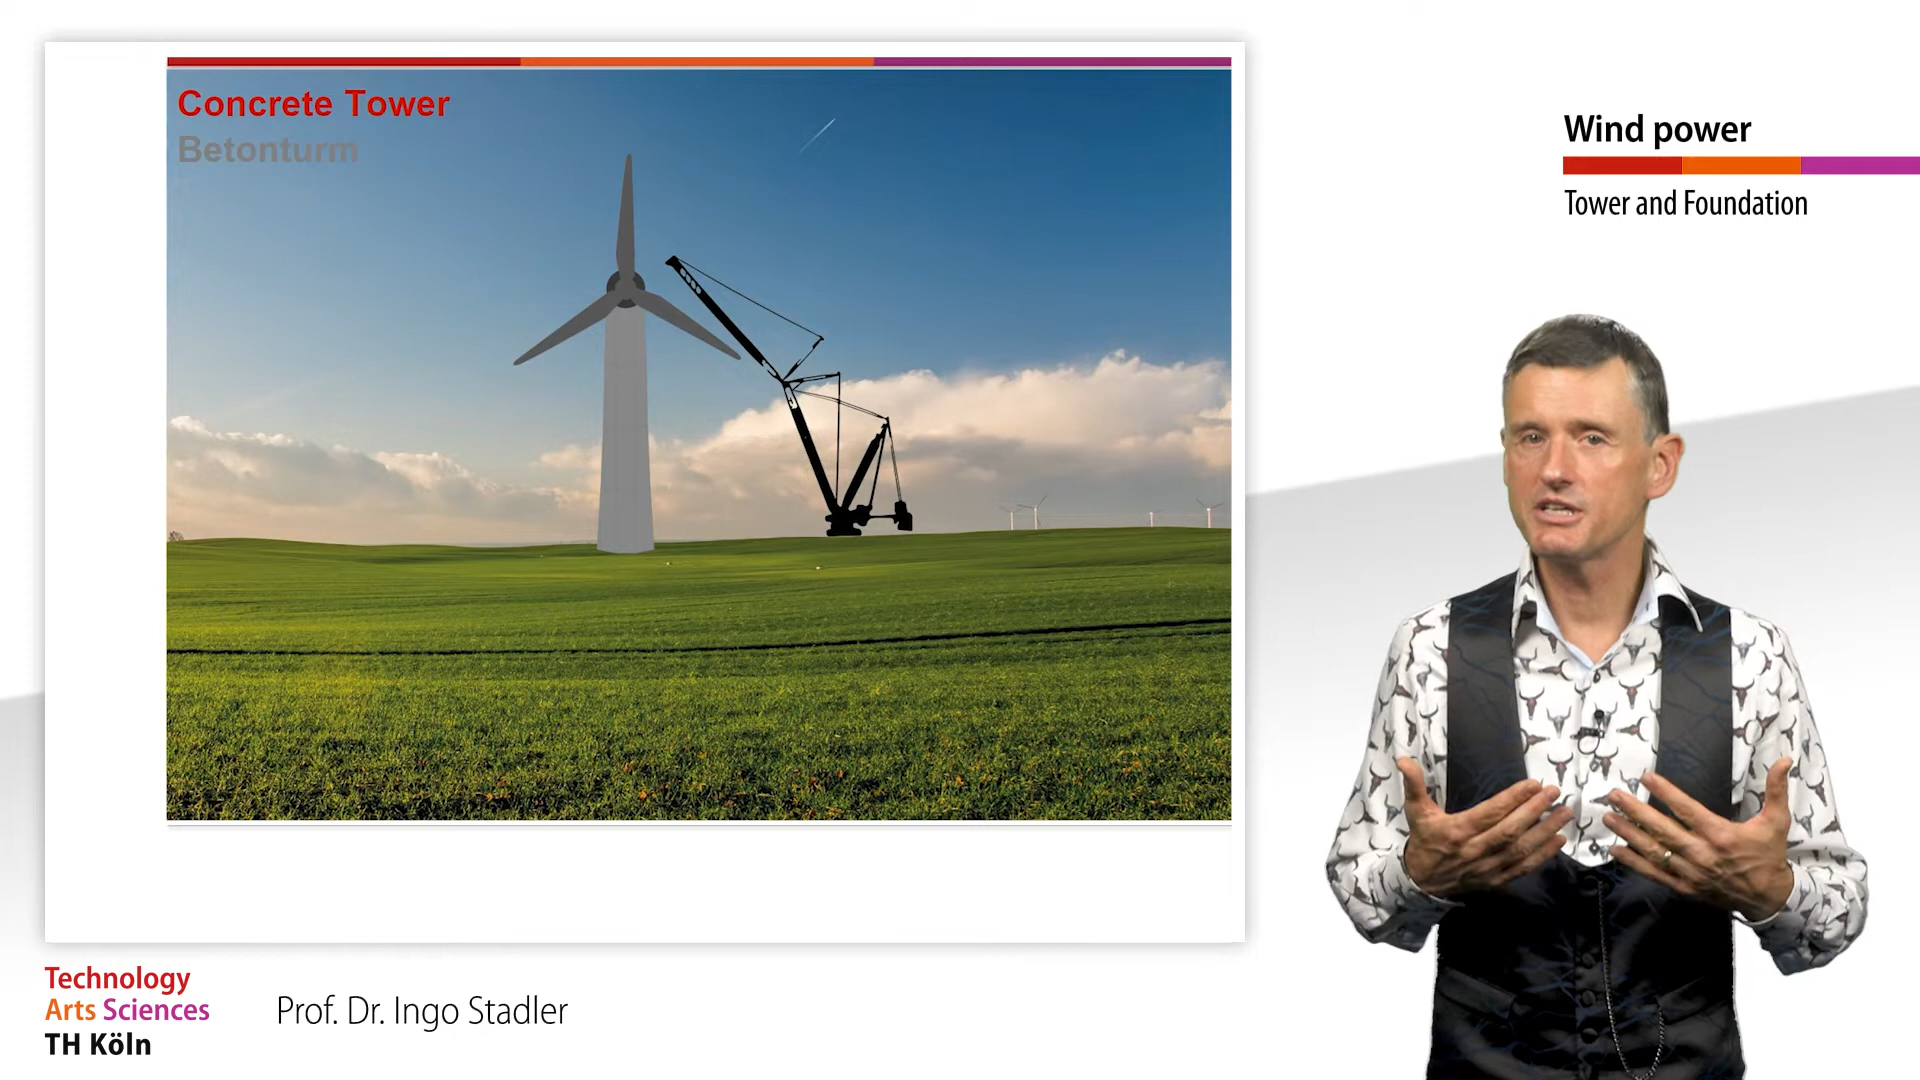 Concrete Tower
Betonturm
Wind power
Tower and Foundation
Technology
Arts Sciences
TH Köln
Prof. Dr. Ingo Stadler